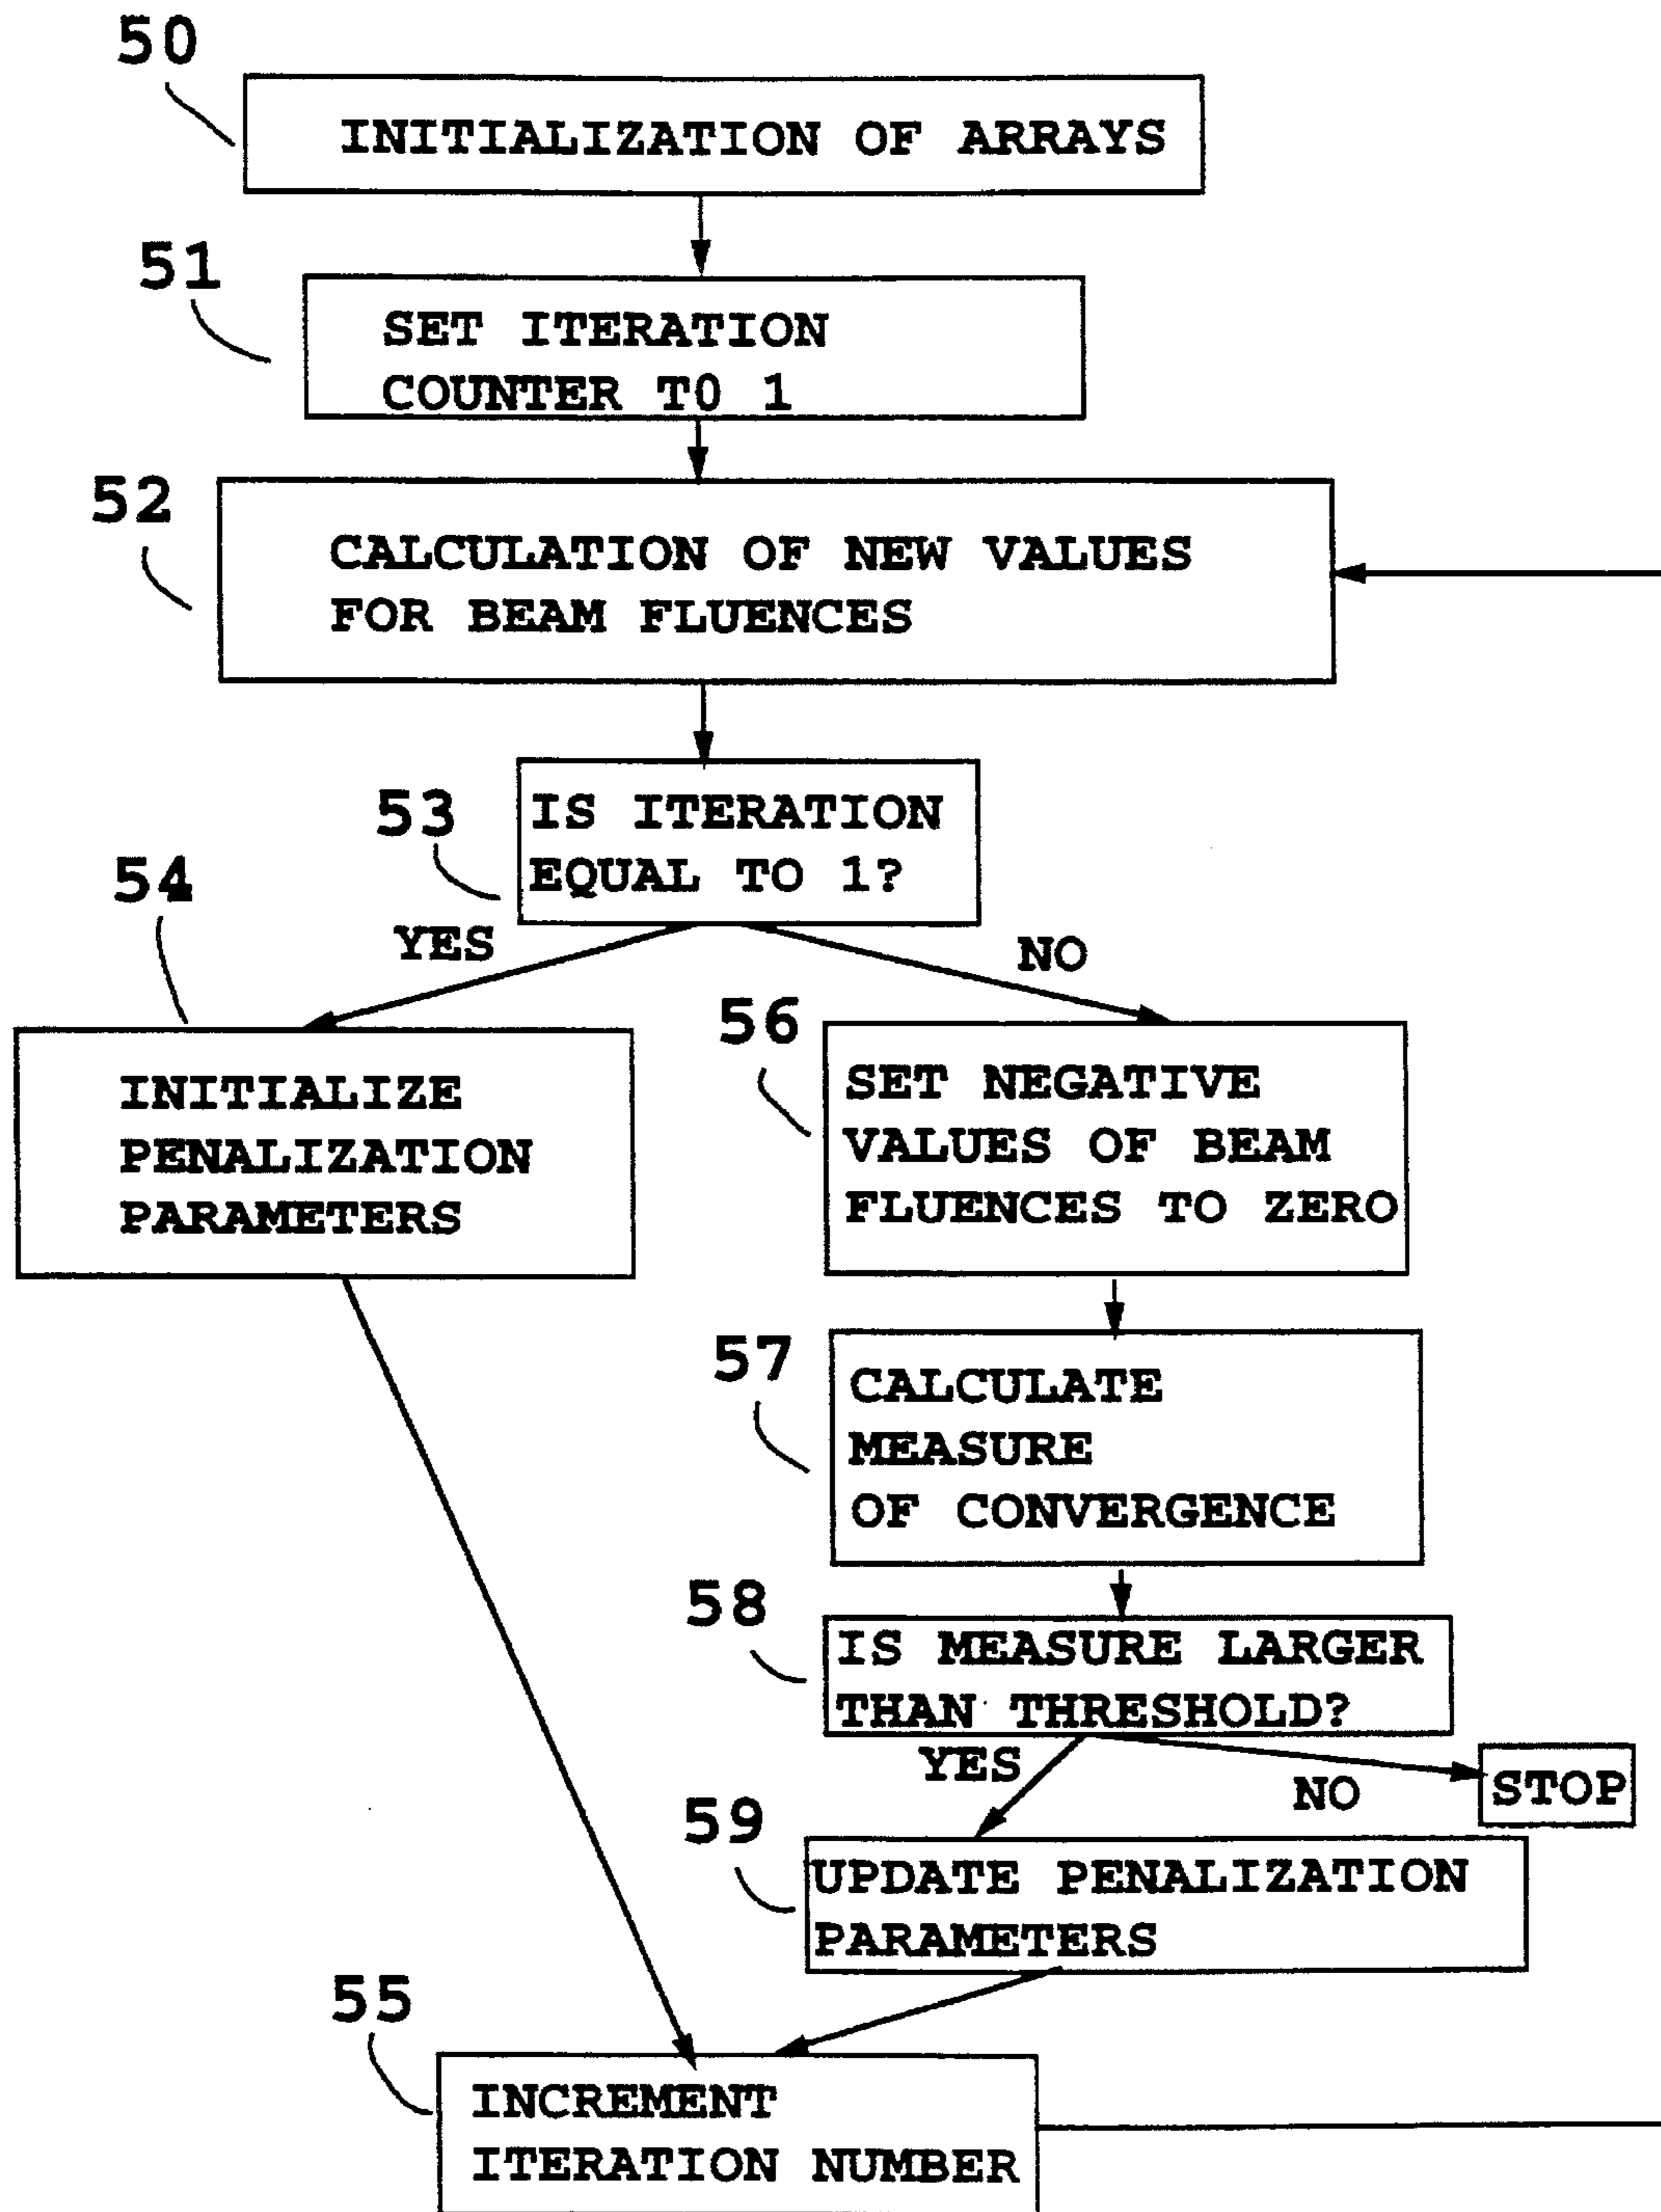 50
INITIALIZATION OF ARRAYS
51
SET ITERATION
COUNTER T0 1
52
CALCULATION OF NEW VALUES
FOR BEAM FLUENCES
53
IS ITERATION
EQUAL TO 1?
YES
NO
54
INITIALIZE
PENALIZATION
PARAMETERS
56
SET NEGATIVE
VALUES OF BEAM
FLUENCES TO ZERO
57
CALCULATE
MEASURE
OF CONVERGENCE
58
IS MEASURE LARGER
THAN THRESHOLD?
YES
NO
STOP
59
UPDATE PENALIZATION
PARAMETERS
55
INCREMENT
ITERATION NUMBER